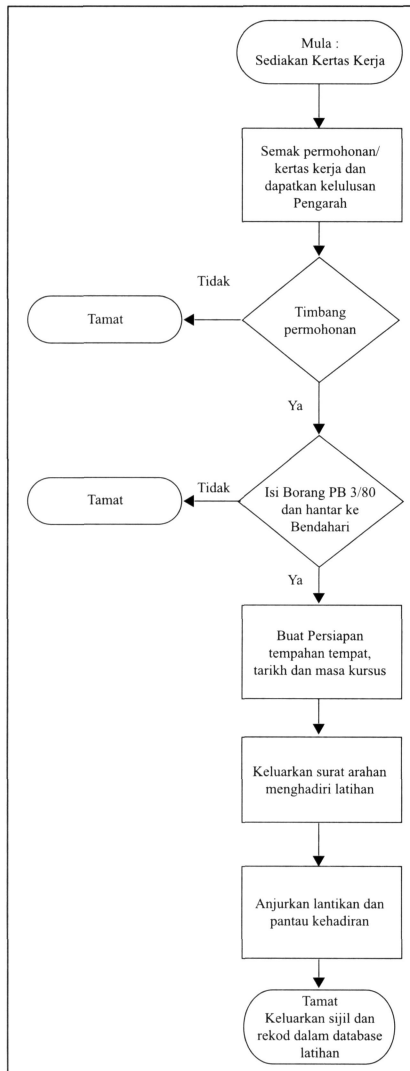 Mula :
Sediakan Kertas Kerja
Semak permohonan/
kertas kerja dan
dapatkan kelulusan
Pengarah
Tidak
Tamat
Timbang
permohonan
Ya
Tidak
Tamat
Isi Borang PB 3/80
dan hantar ke
Bendahari
Ya
Buat Persiapan
tempahan tempat,
tarikh dan masa kursus
Keluarkan surat arahan
menghadiri latihan
Anjurkan lantikan dan
pantau kehadiran
Tamat
Keluarkan sijil dan
rekod dalam database
latihan